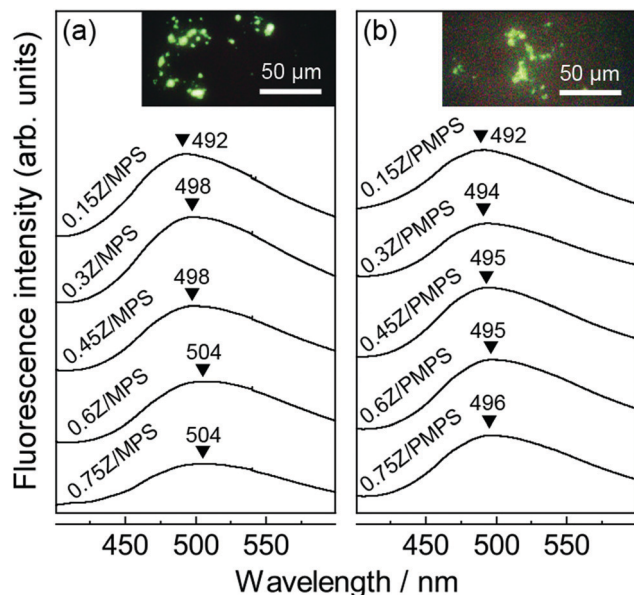 Fluorescence intensity (arb. units)
(a)
50 μm
▼492
0.15Z/MPS
498
▼
0.3Z/MPS
498
▼
0.45Z/MPS
504
▼
0.6Z/MPS
504
▼
0.75Z/MPS
450 500 550
(b)
50 μm
▼492
0.15Z/PMPS
494
▼
0.3Z/PMPS
495
▼
0.45Z/PMPS
495
▼
0.6Z/PMPS
496
▼
0.75Z/PMPS
450 500 550
Wavelength / nm